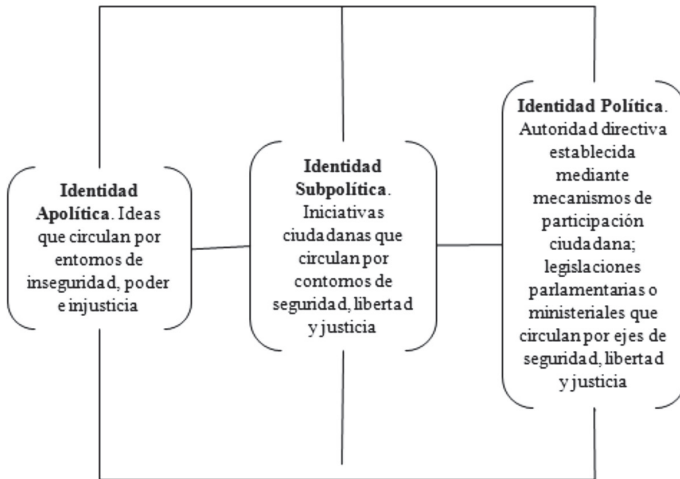 Identidad
Apolítica. Ideas
que circulan por
entornos de
inseguridad, poder
e injusticia
Identidad
Subpolítica.
Iniciativas
ciudadanas que
circulan por
contornos de
seguridad, libertad
y justicia
Identidad Política.
Autoridad directiva
establecida
mediante
mecanismos de
participación
ciudadana;
legislaciones
parlamentarias o
ministeriales que
circulan por ejes de
seguridad, libertad
y justicia